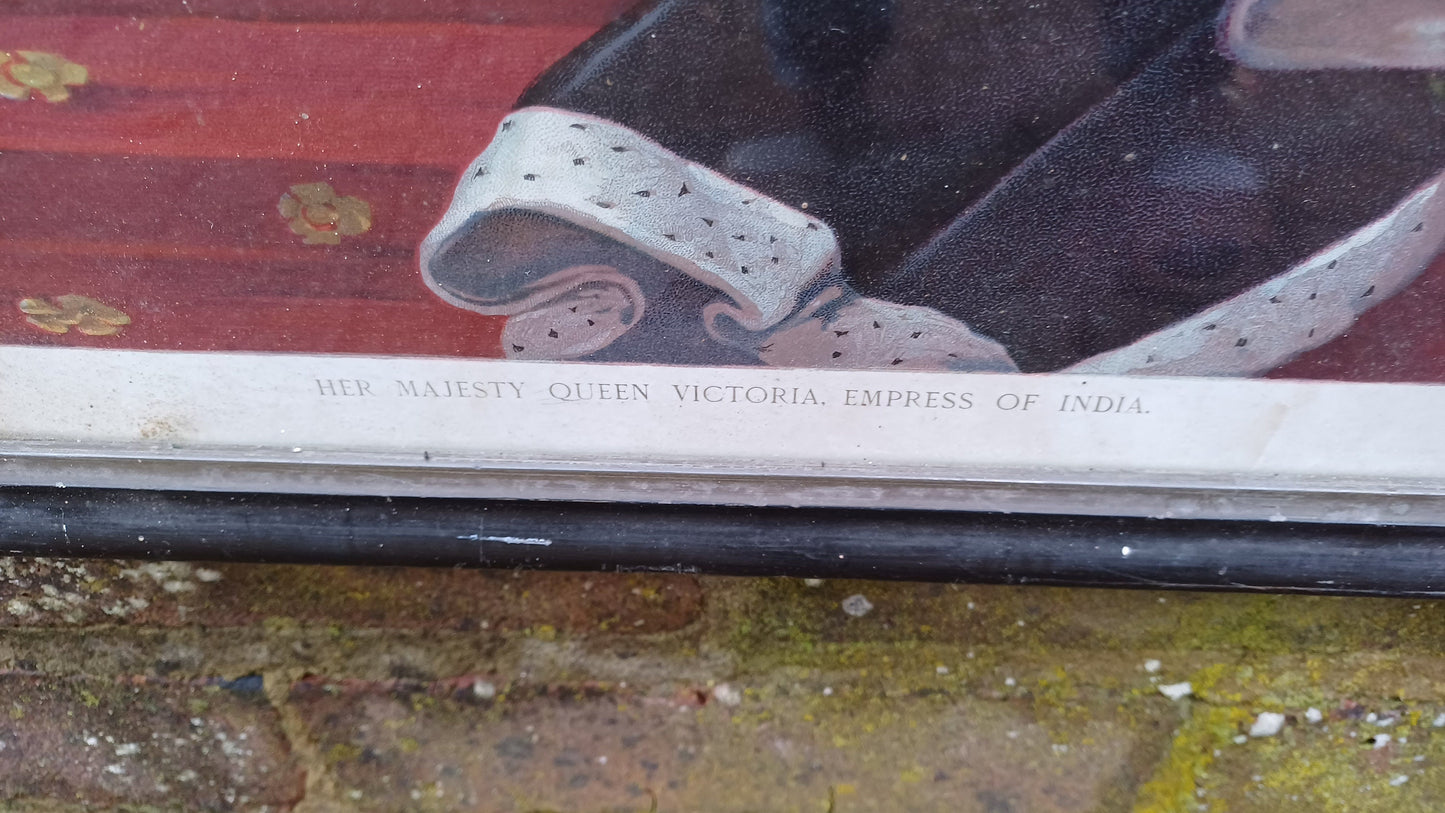 HER MAJESTY QUEEN VICTORIA, EMPRESS OF INDIA.